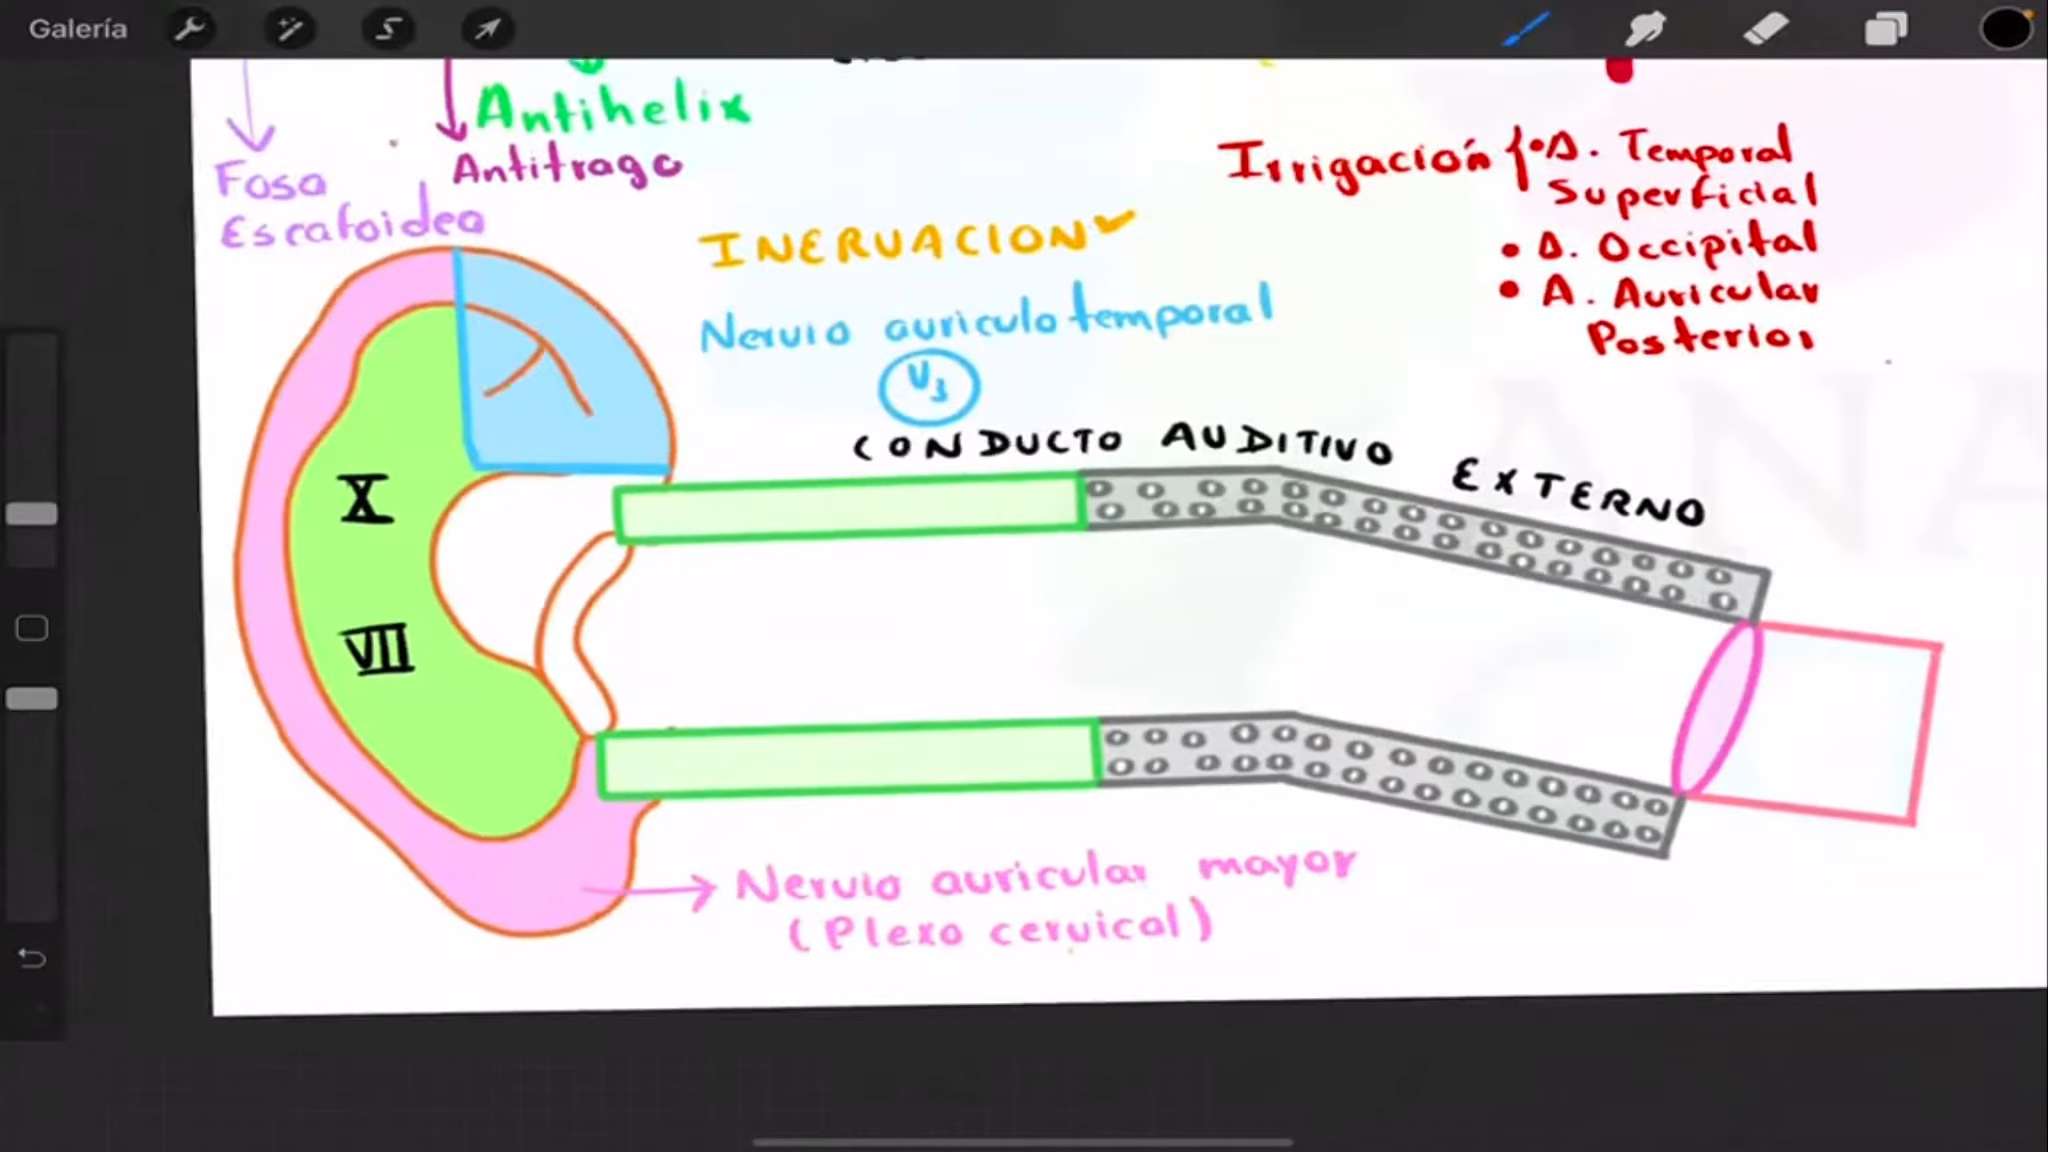 Galería
Antihelix
Antitrago
Fosa
Escafoidea
INERVACION
Nervio auriculotemporal
V3
Irrigación {• A. Temporal
Superficial
• A. Occipital
• A. Auricular
Posterior
CONDUCTO AUDITIVO EXTERNO
X
VII
Nervio auricular mayor
(Plexo cervical)
ANA